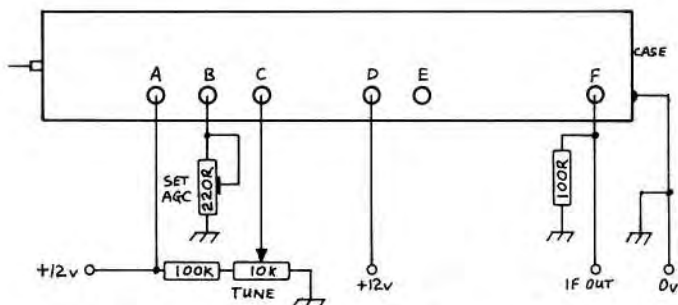 CASE
A B C D E F
SET
AGC
220R
100R
+12v
100K
10K
TUNE
+12v
IF OUT
0v